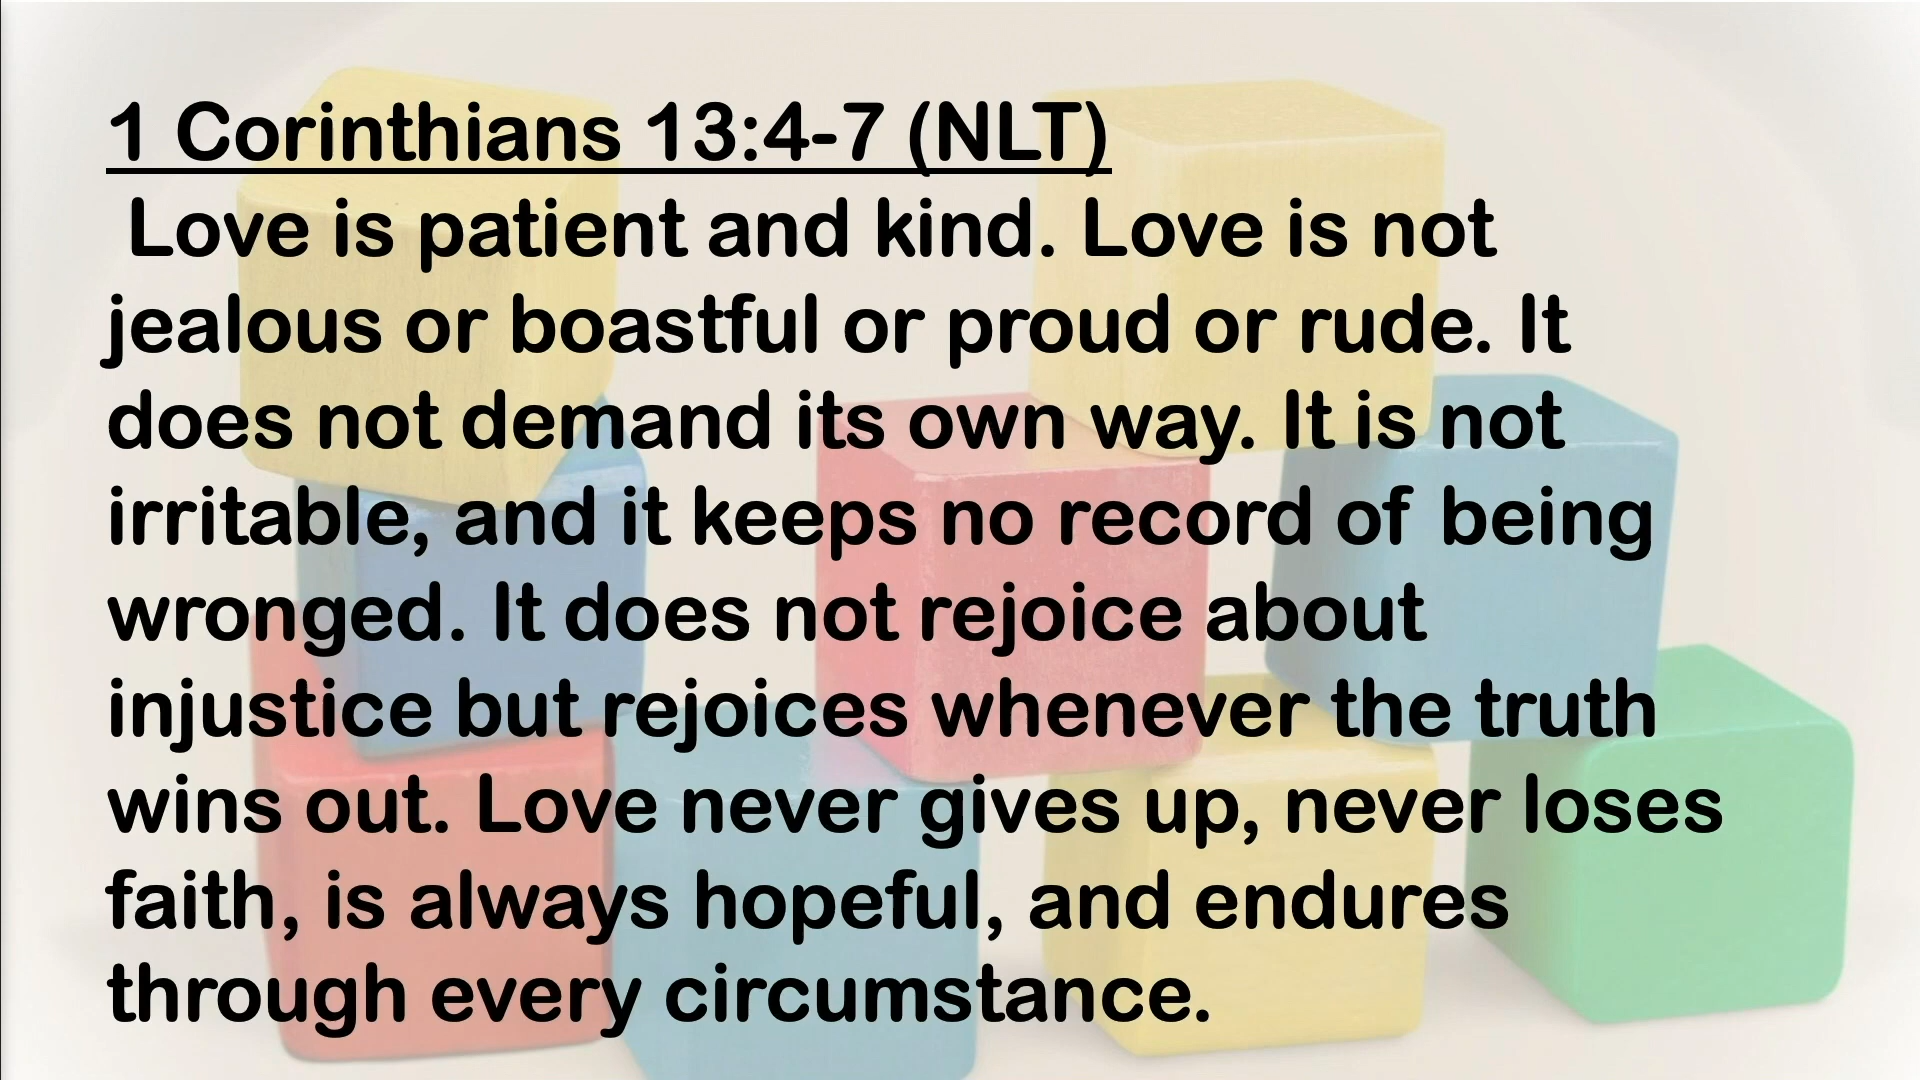 1 Corinthians 13:4-7 (NLT)
Love is patient and kind. Love is not
jealous or boastful or proud or rude. It
does not demand its own way. It is not
irritable, and it keeps no record of being
wronged. It does not rejoice about
injustice but rejoices whenever the truth
wins out. Love never gives up, never loses
faith, is always hopeful, and endures
through every circumstance.